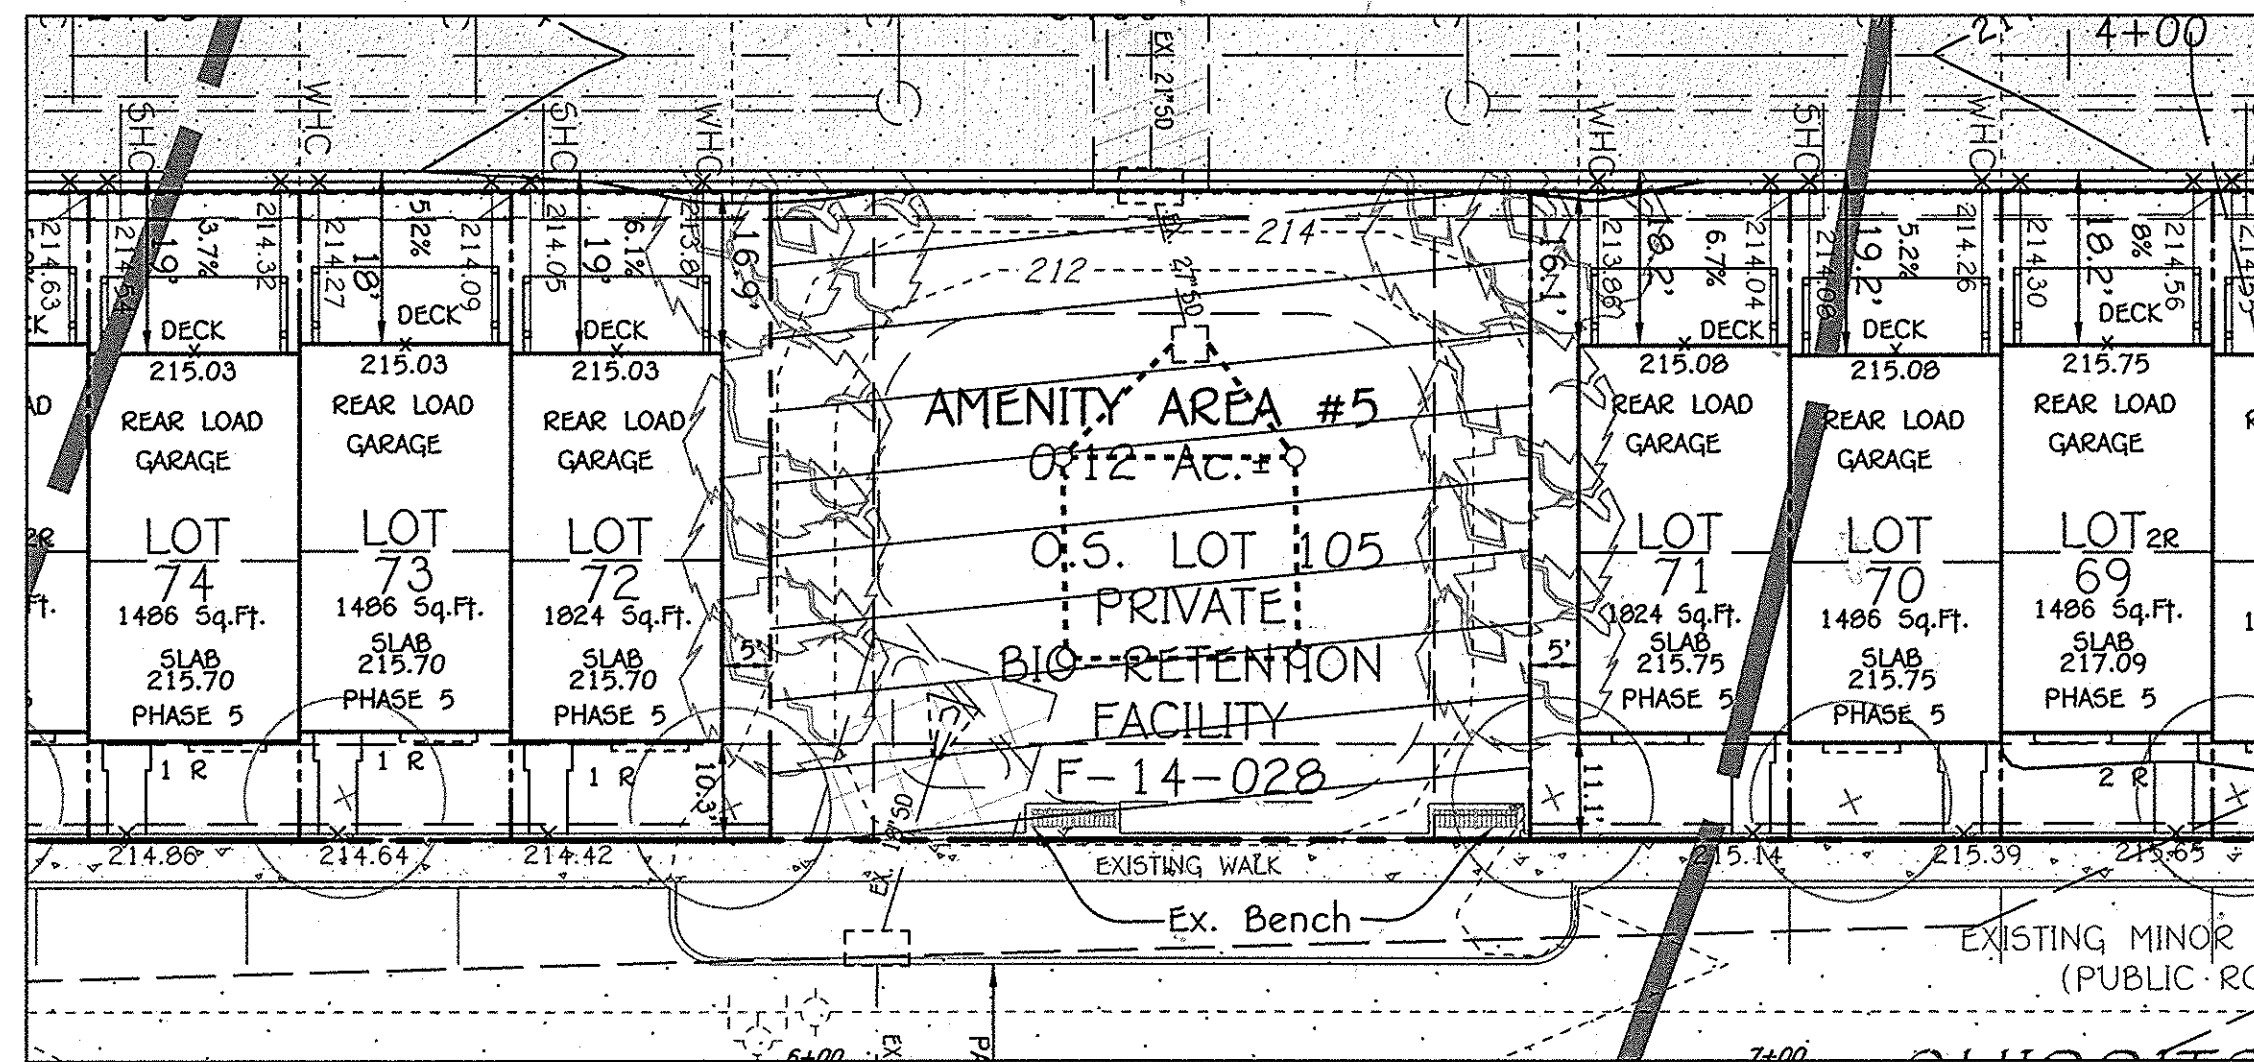 4+00
21
EX 21"SD
SHC
WHC
SHC
WHC
WHC
SHC
WHC
214.63
214.54
19'
3.7%
214.32
214.27
18'
5.2%
214.09
214.05
19'
6.1%
213.87
16.9'
214
212
27"SD
16.1'
213.86
18.2'
6.7%
214.04
214.08
19.2'
5.2%
214.26
214.30
18.2'
8%
214.56
DECK
DECK
DECK
DECK
DECK
DECK
215.03
215.03
215.03
215.08
215.08
215.75
REAR LOAD
GARAGE
REAR LOAD
GARAGE
REAR LOAD
GARAGE
REAR LOAD
GARAGE
REAR LOAD
GARAGE
REAR LOAD
GARAGE
AMENITY AREA #5
0.12 Ac.±
O.S. LOT 105
PRIVATE
BIO-RETENTION
FACILITY
F-14-028
LOT
74
1486 Sq.Ft.
SLAB
215.70
PHASE 5
LOT
73
1486 Sq.Ft.
SLAB
215.70
PHASE 5
LOT
72
1824 Sq.Ft.
SLAB
215.70
PHASE 5
LOT
71
1824 Sq.Ft.
SLAB
215.75
PHASE 5
LOT
70
1486 Sq.Ft.
SLAB
215.75
PHASE 5
LOT 2R
69
1486 Sq.Ft.
SLAB
217.09
PHASE 5
5'
5'
1 R
1 R
1 R
10.3'
11.1'
2 R
EX. 18"SD
214.86
214.64
214.42
EXISTING WALK
215.14
215.39
215.65
Ex. Bench
EXISTING MINOR
(PUBLIC RO
6+00
EX
PA
7+00